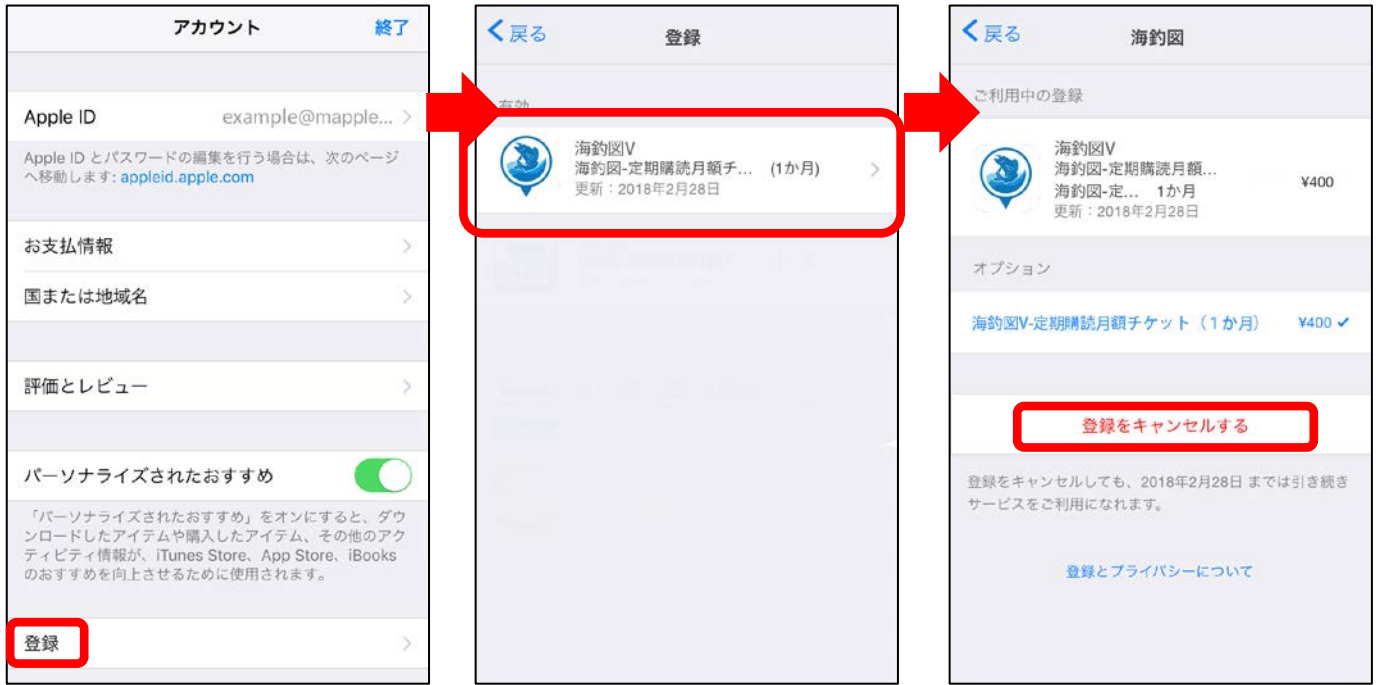 アカウント
終了
Apple ID
example@mapple...
Apple ID とパスワードの編集を行う場合は、次のページ
へ移動します: appleid.apple.com
お支払情報
国または地域名
評価とレビュー
パーソナライズされたおすすめ
「パーソナライズされたおすすめ」をオンにすると、ダウ
ンロードしたアイテムや購入したアイテム、その他のアク
ティビティ情報が、iTunes Store、App Store、iBooks
のおすすめを向上させるために使用されます。
登録
戻る
登録
有効
海釣図V
海釣図-定期購読月額チ... (1か月)
更新：2018年2月28日
戻る
海釣図
ご利用中の登録
海釣図V
海釣図-定期購読月額...
海釣図-定... 1か月
¥400
更新：2018年2月28日
オプション
海釣図V-定期購読月額チケット（1か月） ¥400
登録をキャンセルする
登録をキャンセルしても、2018年2月28日 までは引き続き
サービスをご利用になれます。
登録とプライバシーについて